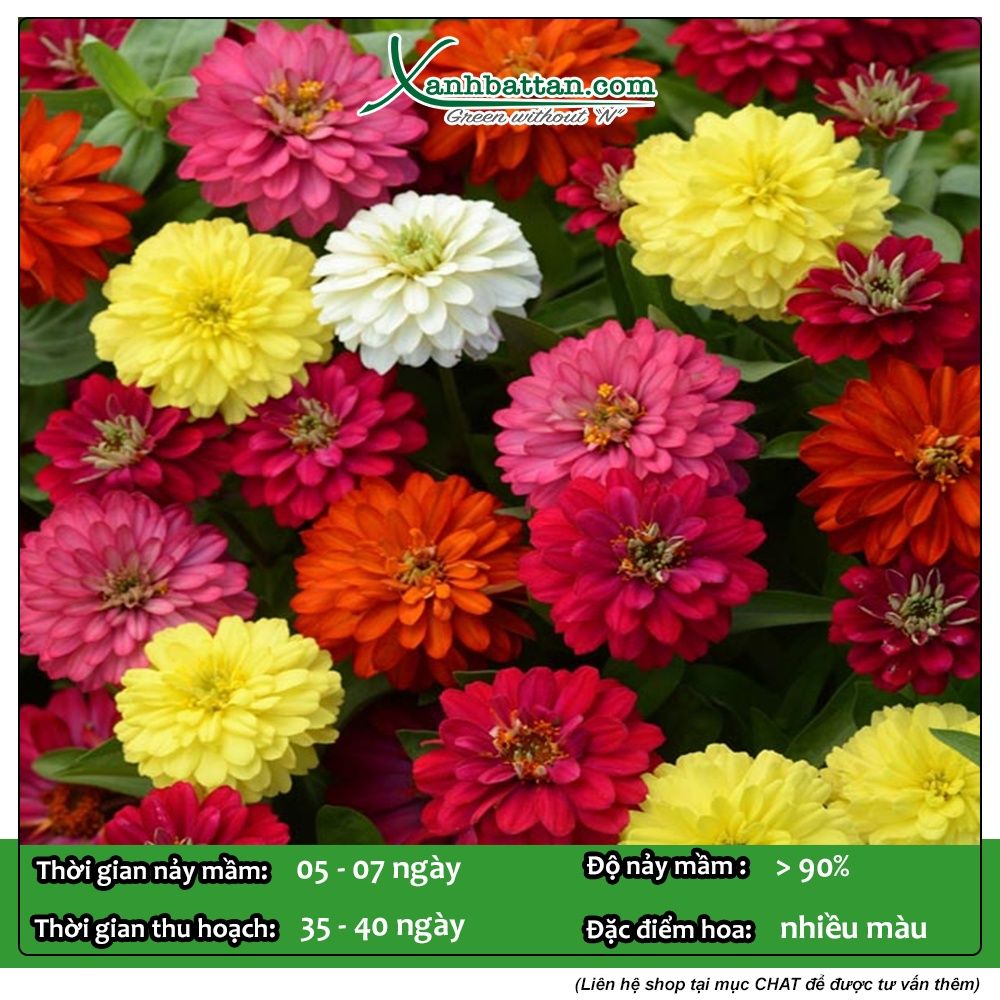 Xanhbattan.com
Green without "N"
Thời gian nảy mầm: 05 - 07 ngày
Độ nảy mầm : > 90%
Thời gian thu hoạch: 35 - 40 ngày
Đặc điểm hoa: nhiều màu
(Liên hệ shop tại mục CHAT để được tư vấn thêm)